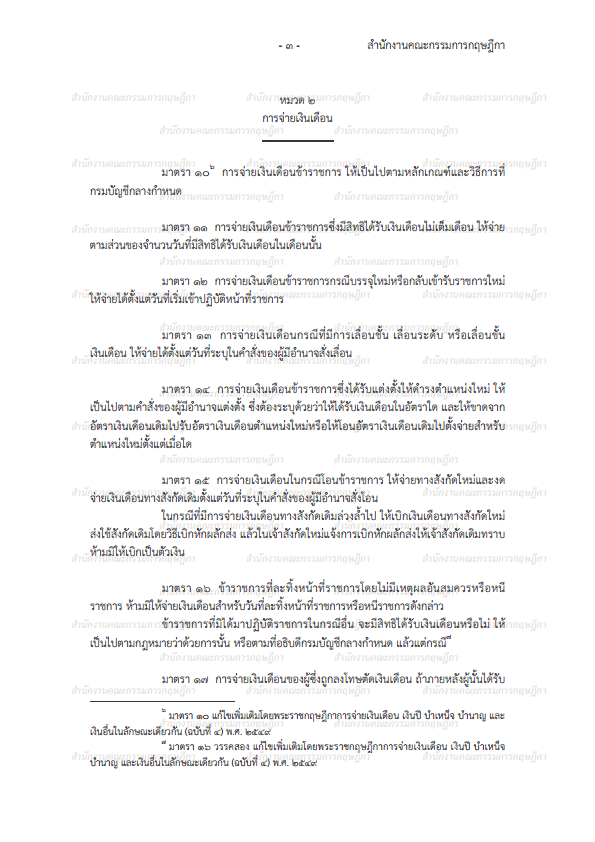 - ๓ - สำนักงานคณะกรรมการกฤษฎีกา
หมวด ๒
การจ่ายเงินเดือน
มาตรา ๑๐๖ การจ่ายเงินเดือนข้าราชการ ให้เป็นไปตามหลักเกณฑ์และวิธีการที่
กรมบัญชีกลางกำหนด
มาตรา ๑๑ การจ่ายเงินเดือนข้าราชการซึ่งมีสิทธิได้รับเงินเดือนไม่เต็มเดือน ให้จ่าย
ตามส่วนของจำนวนวันที่มีสิทธิได้รับเงินเดือนในเดือนนั้น
มาตรา ๑๒ การจ่ายเงินเดือนข้าราชการกรณีบรรจุใหม่หรือกลับเข้ารับราชการใหม่
ให้จ่ายได้ตั้งแต่วันที่เริ่มเข้าปฏิบัติหน้าที่ราชการ
มาตรา ๑๓ การจ่ายเงินเดือนกรณีที่มีการเลื่อนชั้น เลื่อนระดับ หรือเลื่อนขั้น
เงินเดือน ให้จ่ายได้ตั้งแต่วันที่ระบุในคำสั่งของผู้มีอำนาจสั่งเลื่อน
มาตรา ๑๔ การจ่ายเงินเดือนข้าราชการซึ่งได้รับแต่งตั้งให้ดำรงตำแหน่งใหม่ ให้
เป็นไปตามคำสั่งของผู้มีอำนาจแต่งตั้ง ซึ่งต้องระบุด้วยว่าให้ได้รับเงินเดือนในอัตราใด และให้ขาดจาก
อัตราเงินเดือนเดิมไปรับอัตราเงินเดือนตำแหน่งใหม่หรือให้โอนอัตราเงินเดือนเดิมไปตั้งจ่ายสำหรับ
ตำแหน่งใหม่ตั้งแต่เมื่อใด
มาตรา ๑๕ การจ่ายเงินเดือนในกรณีโอนข้าราชการ ให้จ่ายทางสังกัดใหม่และงด
จ่ายเงินเดือนทางสังกัดเดิมตั้งแต่วันที่ระบุในคำสั่งของผู้มีอำนาจสั่งโอน
ในกรณีที่มีการจ่ายเงินเดือนทางสังกัดเดิมล่วงล้ำไป ให้เบิกเงินเดือนทางสังกัดใหม่
ส่งใช้สังกัดเดิมโดยวิธีเบิกหักผลักส่ง แล้วให้เจ้าสังกัดใหม่แจ้งการเบิกหักผลักส่งให้เจ้าสังกัดเดิมทราบ
ห้ามมิให้เบิกเป็นตัวเงิน
มาตรา ๑๖ ข้าราชการที่ละทิ้งหน้าที่ราชการโดยไม่มีเหตุผลอันสมควรหรือหนี
ราชการ ห้ามมิให้จ่ายเงินเดือนสำหรับวันที่ละทิ้งหน้าที่ราชการหรือหนีราชการดังกล่าว
ข้าราชการที่มิได้มาปฏิบัติราชการในกรณีอื่น จะมีสิทธิได้รับเงินเดือนหรือไม่ ให้
เป็นไปตามกฎหมายว่าด้วยการนั้น หรือตามที่อธิบดีกรมบัญชีกลางกำหนด แล้วแต่กรณี๗
มาตรา ๑๗ การจ่ายเงินเดือนของผู้ซึ่งถูกลงโทษตัดเงินเดือน ถ้าภายหลังผู้นั้นได้รับ
๖ มาตรา ๑๐ แก้ไขเพิ่มเติมโดยพระราชกฤษฎีกาการจ่ายเงินเดือน เงินปี บำเหน็จ บำนาญ และ
เงินอื่นในลักษณะเดียวกัน (ฉบับที่ ๔) พ.ศ. ๒๕๔๙
๗ มาตรา ๑๖ วรรคสอง แก้ไขเพิ่มเติมโดยพระราชกฤษฎีกาการจ่ายเงินเดือน เงินปี บำเหน็จ
บำนาญ และเงินอื่นในลักษณะเดียวกัน (ฉบับที่ ๔) พ.ศ. ๒๕๔๙